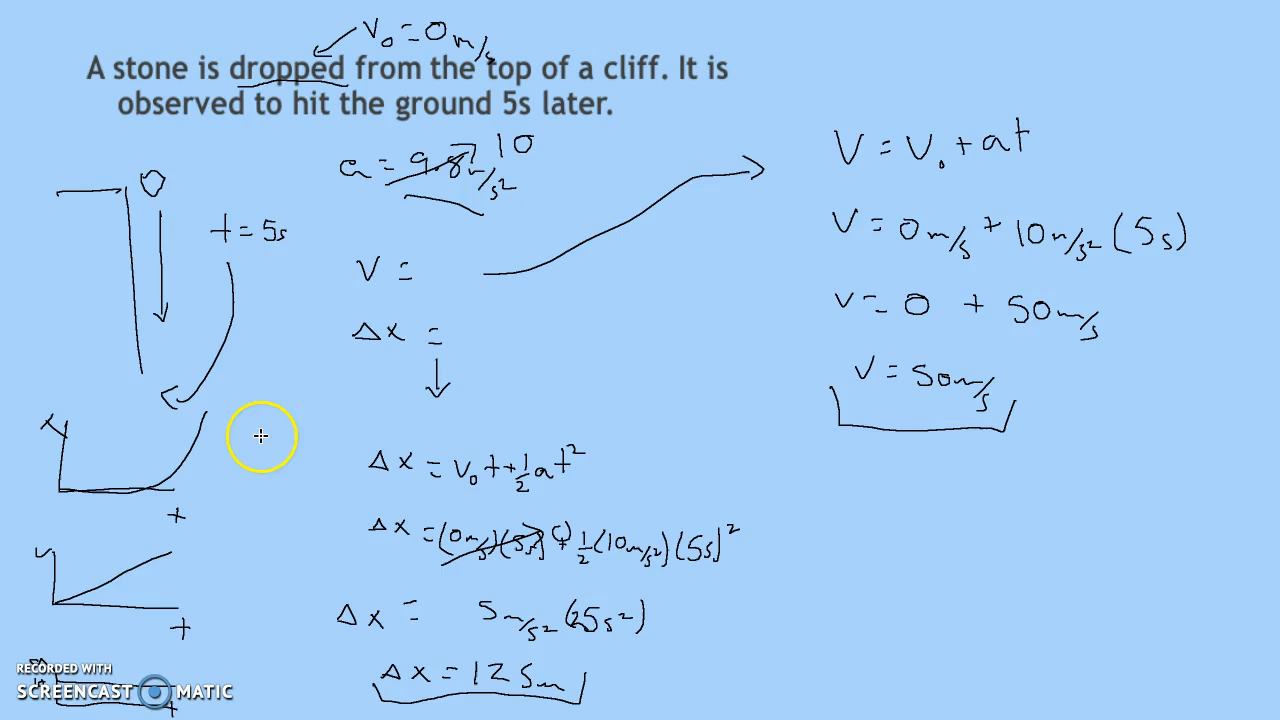 V₀ = 0 m/s
A stone is dropped from the top of a cliff. It is
observed to hit the ground 5s later.
a = 9.8 m/s² 10
0
t = 5s
V =
Δx =
x
t
v
t
t
Δx = V₀t + ½at²
Δx = (0 m/s)(5s) + ½(10 m/s²)(5s)²
Δx = 5 m/s² (25s²)
Δx = 125m
V = V₀ + at
V = 0 m/s + 10 m/s² (5s)
V = 0 + 50 m/s
V = 50 m/s
RECORDED WITH
SCREENCAST MATIC